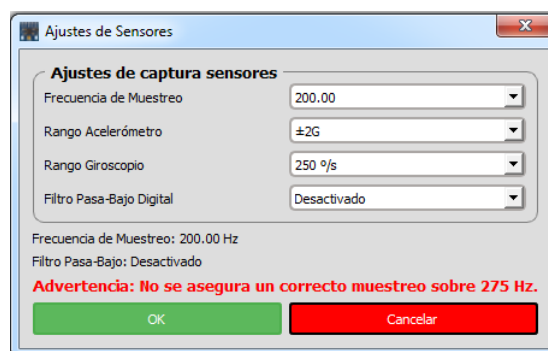 Ajustes de Sensores
Ajustes de captura sensores
Frecuencia de Muestreo 200.00
Rango Acelerómetro ±2G
Rango Giroscopio 250 º/s
Filtro Pasa-Bajo Digital Desactivado
Frecuencia de Muestreo: 200.00 Hz
Filtro Pasa-Bajo: Desactivado
Advertencia: No se asegura un correcto muestreo sobre 275 Hz.
OK Cancelar